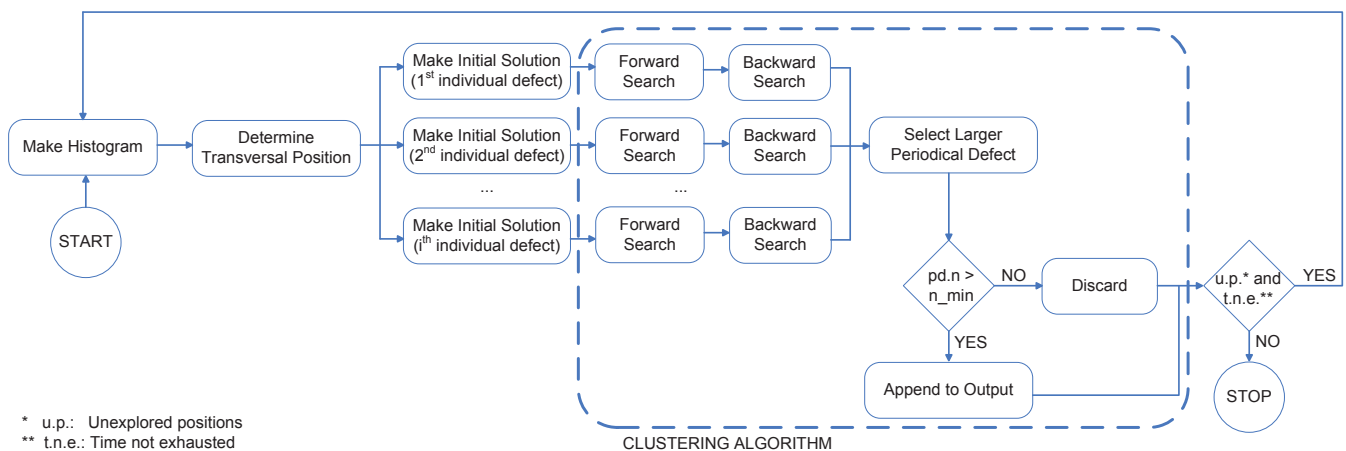 Make Histogram
START
Determine
Transversal Position
Make Initial Solution
(1st individual defect)
Make Initial Solution
(2nd individual defect)
...
Make Initial Solution
(ith individual defect)
Forward
Search
Backward
Search
Forward
Search
Backward
Search
...
Forward
Search
Backward
Search
Select Larger
Periodical Defect
pd.n >
n_min
NO
Discard
YES
Append to Output
u.p.* and
t.n.e.**
YES
NO
STOP
CLUSTERING ALGORITHM
* u.p.: Unexplored positions
** t.n.e.: Time not exhausted